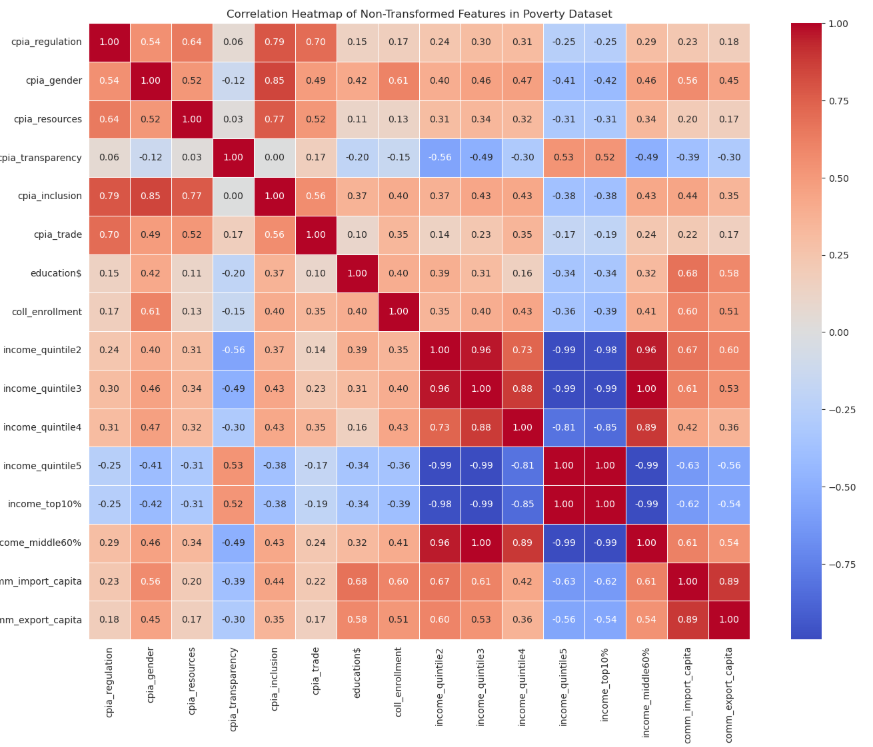 Correlation Heatmap of Non-Transformed Features in Poverty Dataset
cpia_regulation 1.00 0.54 0.64 0.06 0.79 0.70 0.15 0.17 0.24 0.30 0.31 -0.25 -0.25 0.29 0.23 0.18
cpia_gender 0.54 1.00 0.52 -0.12 0.85 0.49 0.42 0.61 0.40 0.46 0.47 -0.41 -0.42 0.46 0.56 0.45
cpia_resources 0.64 0.52 1.00 0.03 0.77 0.52 0.11 0.13 0.31 0.34 0.32 -0.31 -0.31 0.34 0.20 0.17
cpia_transparency 0.06 -0.12 0.03 1.00 0.00 0.17 -0.20 -0.15 -0.56 -0.49 -0.30 0.53 0.52 -0.49 -0.39 -0.30
cpia_inclusion 0.79 0.85 0.77 0.00 1.00 0.56 0.37 0.40 0.37 0.43 0.43 -0.38 -0.38 0.43 0.44 0.35
cpia_trade 0.70 0.49 0.52 0.17 0.56 1.00 0.10 0.35 0.14 0.23 0.35 -0.17 -0.19 0.24 0.22 0.17
education$ 0.15 0.42 0.11 -0.20 0.37 0.10 1.00 0.40 0.39 0.31 0.16 -0.34 -0.34 0.32 0.68 0.58
coll_enrollment 0.17 0.61 0.13 -0.15 0.40 0.35 0.40 1.00 0.35 0.40 0.43 -0.36 -0.39 0.41 0.60 0.51
income_quintile2 0.24 0.40 0.31 -0.56 0.37 0.14 0.39 0.35 1.00 0.96 0.73 -0.99 -0.98 0.96 0.67 0.60
income_quintile3 0.30 0.46 0.34 -0.49 0.43 0.23 0.31 0.40 0.96 1.00 0.88 -0.99 -0.99 1.00 0.61 0.53
income_quintile4 0.31 0.47 0.32 -0.30 0.43 0.35 0.16 0.43 0.73 0.88 1.00 -0.81 -0.85 0.89 0.42 0.36
income_quintile5 -0.25 -0.41 -0.31 0.53 -0.38 -0.17 -0.34 -0.36 -0.99 -0.99 -0.81 1.00 1.00 -0.99 -0.63 -0.56
income_top10% -0.25 -0.42 -0.31 0.52 -0.38 -0.19 -0.34 -0.39 -0.98 -0.99 -0.85 1.00 1.00 -0.99 -0.62 -0.54
come_middle60% 0.29 0.46 0.34 -0.49 0.43 0.24 0.32 0.41 0.96 1.00 0.89 -0.99 -0.99 1.00 0.61 0.54
mm_import_capita 0.23 0.56 0.20 -0.39 0.44 0.22 0.68 0.60 0.67 0.61 0.42 -0.63 -0.62 0.61 1.00 0.89
mm_export_capita 0.18 0.45 0.17 -0.30 0.35 0.17 0.58 0.51 0.60 0.53 0.36 -0.56 -0.54 0.54 0.89 1.00
cpia_regulation
cpia_gender
cpia_resources
cpia_transparency
cpia_inclusion
cpia_trade
education$
coll_enrollment
income_quintile2
income_quintile3
income_quintile4
income_quintile5
income_top10%
income_middle60%
comm_import_capita
comm_export_capita
1.00
0.75
0.50
0.25
0.00
-0.25
-0.50
-0.75